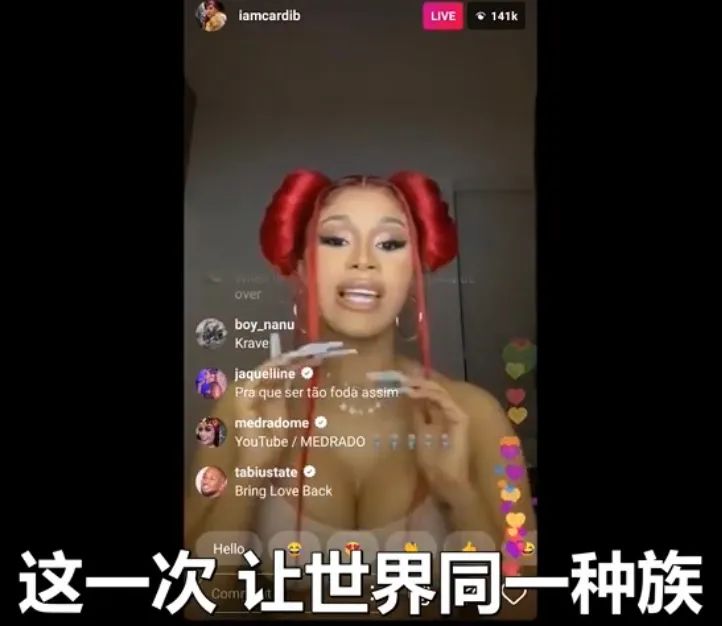 iamcardib
LIVE
141k
over
boy_nanu
Krave
jaquelline
Pra que ser tão foda assim
medradome
YouTube / MEDRADO
tabiustate
Bring Love Back
Hello
Comment
这一次 让世界同一种族